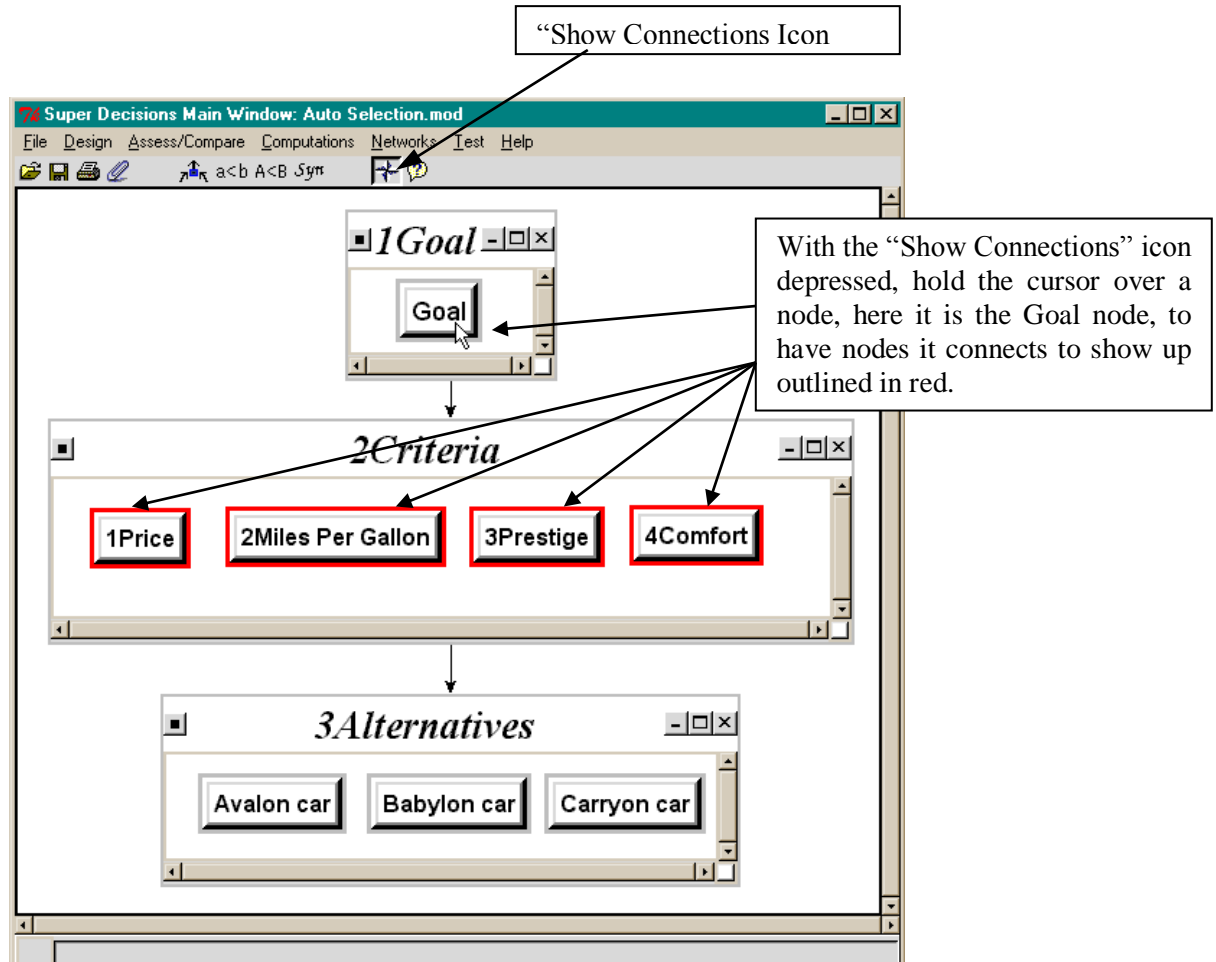 “Show Connections Icon
76 Super Decisions Main Window: Auto Selection.mod
File Design Assess/Compare Computations Networks Test Help
a<b A<B Syn
1Goal
Goal
With the “Show Connections” icon
depressed, hold the cursor over a
node, here it is the Goal node, to
have nodes it connects to show up
outlined in red.
2Criteria
1Price 2Miles Per Gallon 3Prestige 4Comfort
3Alternatives
Avalon car Babylon car Carryon car